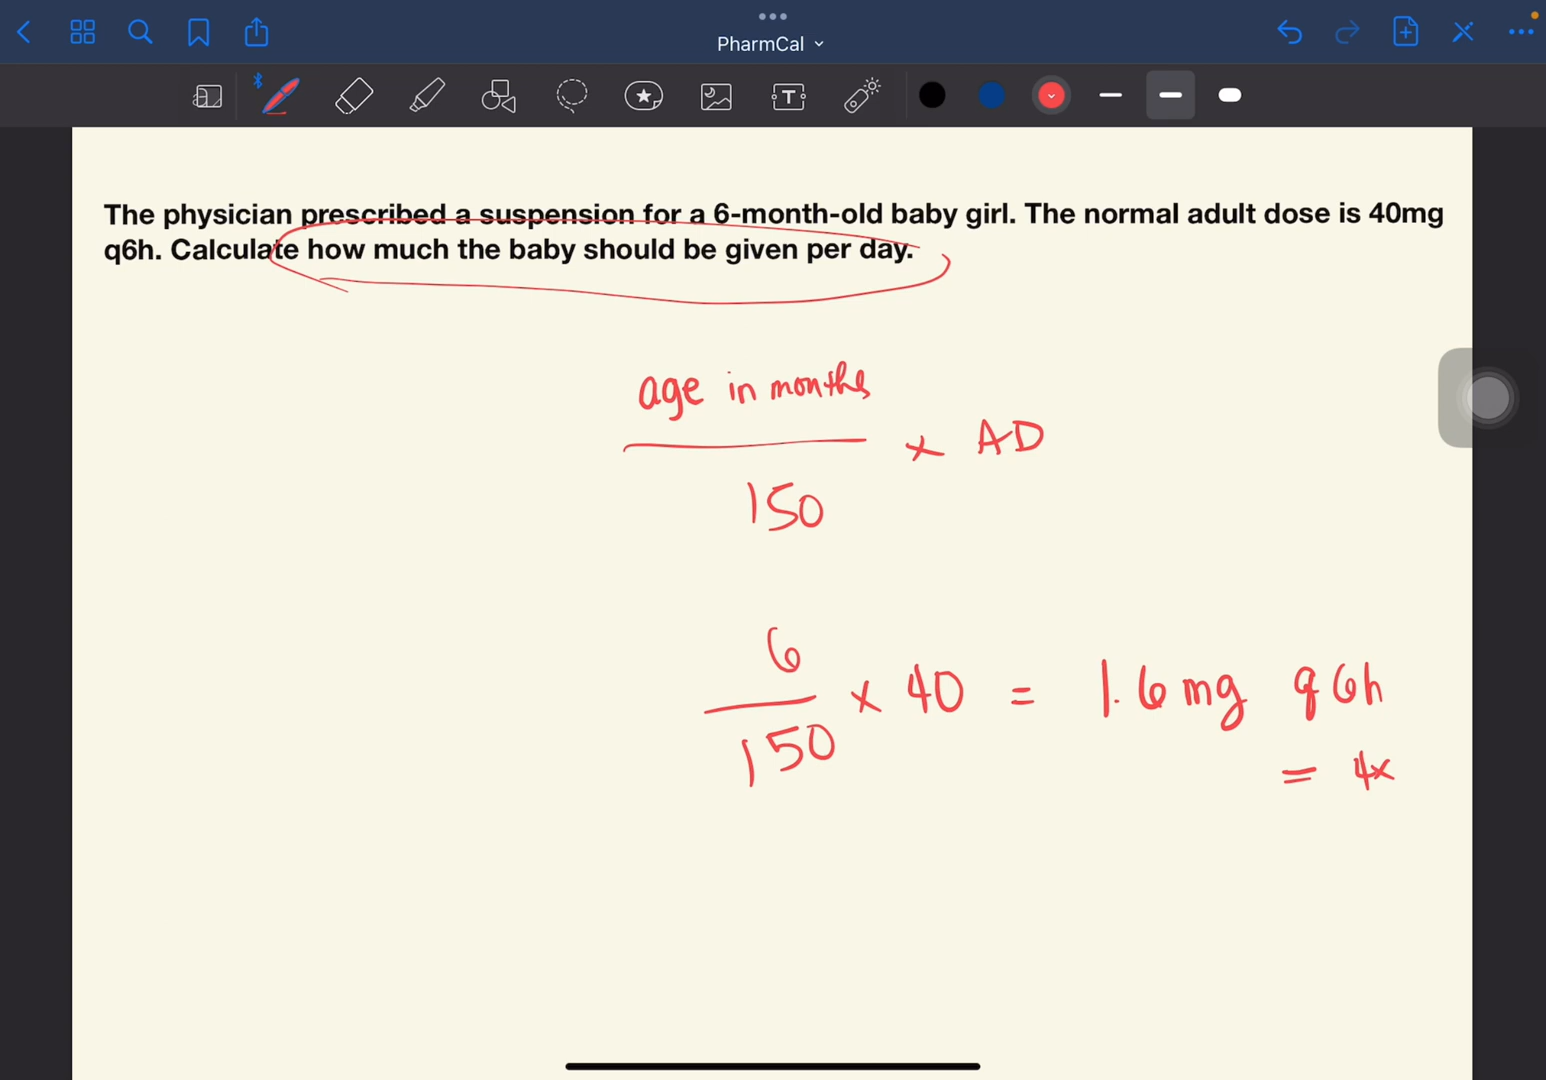 PharmCal
The physician prescribed a suspension for a 6-month-old baby girl. The normal adult dose is 40mg
q6h. Calculate how much the baby should be given per day.
age in months
× AD
150
6
× 40 = 1.6 mg q6h
150
= 4x